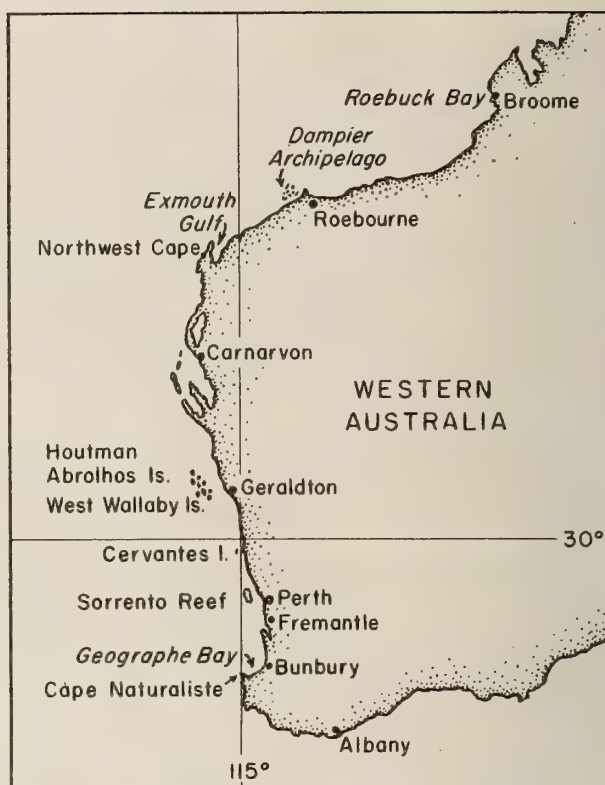 Roebuck Bay
Broome
Dampier
Archipelago
Exmouth
Gulf
Roebourne
Northwest Cape
Carnarvon
WESTERN
AUSTRALIA
Houtman
Abrolhos Is.
West Wallaby Is.
Geraldton
30°
Cervantes I.
Sorrento Reef
Perth
Fremantle
Geographe Bay
Bunbury
Cape Naturaliste
Albany
115°